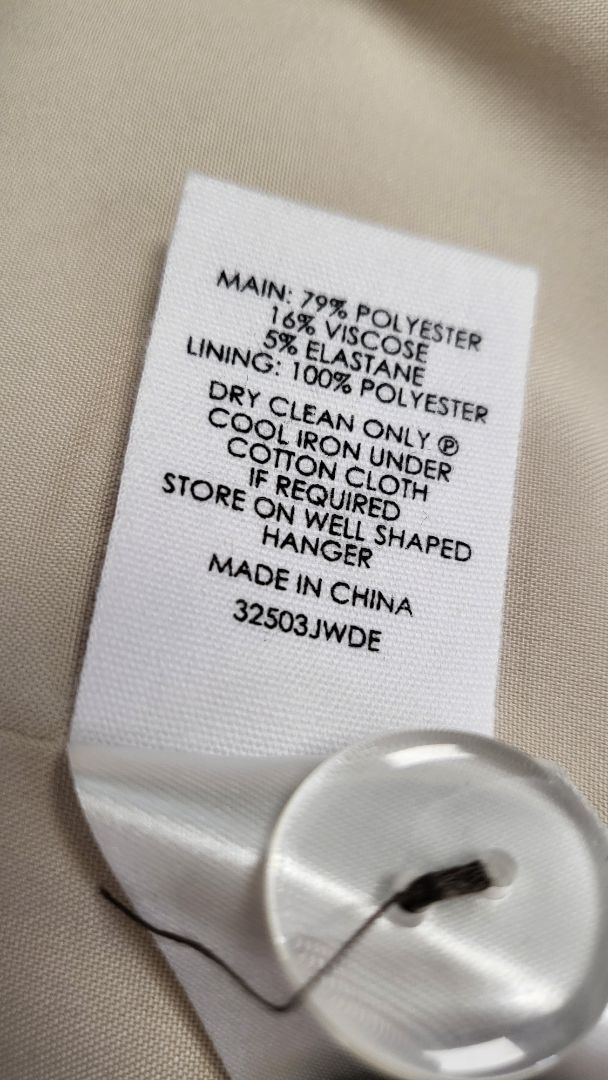 MAIN: 79% POLYESTER
16% VISCOSE
5% ELASTANE
LINING: 100% POLYESTER
DRY CLEAN ONLY Ⓟ
COOL IRON UNDER
COTTON CLOTH
IF REQUIRED
STORE ON WELL SHAPED
HANGER
MADE IN CHINA
32503JWDE